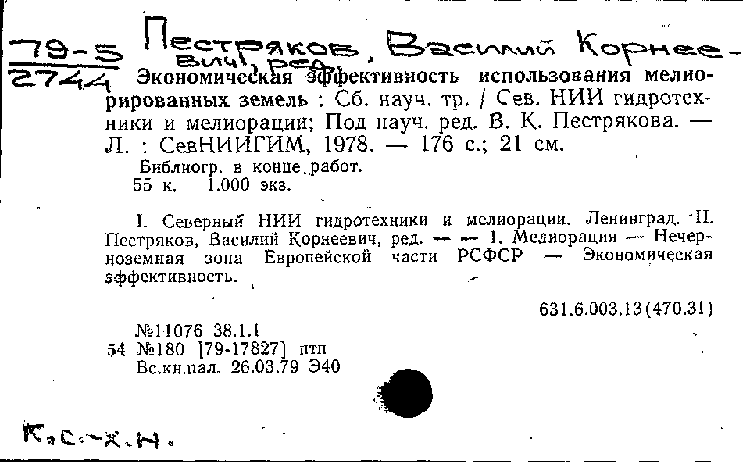 79-5
2744
Пестряков, Василий Корнее-
вич, ред.
Экономическая эффективность использования мелио-
рированных земель : Сб. науч. тр. / Сев. НИИ гидротех-
ники и мелиорации; Под науч. ред. В. К. Пестрякова. —
Л. : СевНИИГИМ, 1978. — 176 с.; 21 см.
Библиогр. в конце работ.
55 к. 1.000 экз.
I. Северный НИИ гидротехники и мелиорации. Ленинград. II.
Пестряков, Василий Корнеевич, ред. — — 1. Мелиорация — Нечер-
ноземная зона Европейской части РСФСР — Экономическая
эффективность.
631.6.003.13(470.31)
№11076 38.1.1
54 №180 [79-17827] птп
Вс.кн.пал. 26.03.79 Э40
К.с.-х.н.